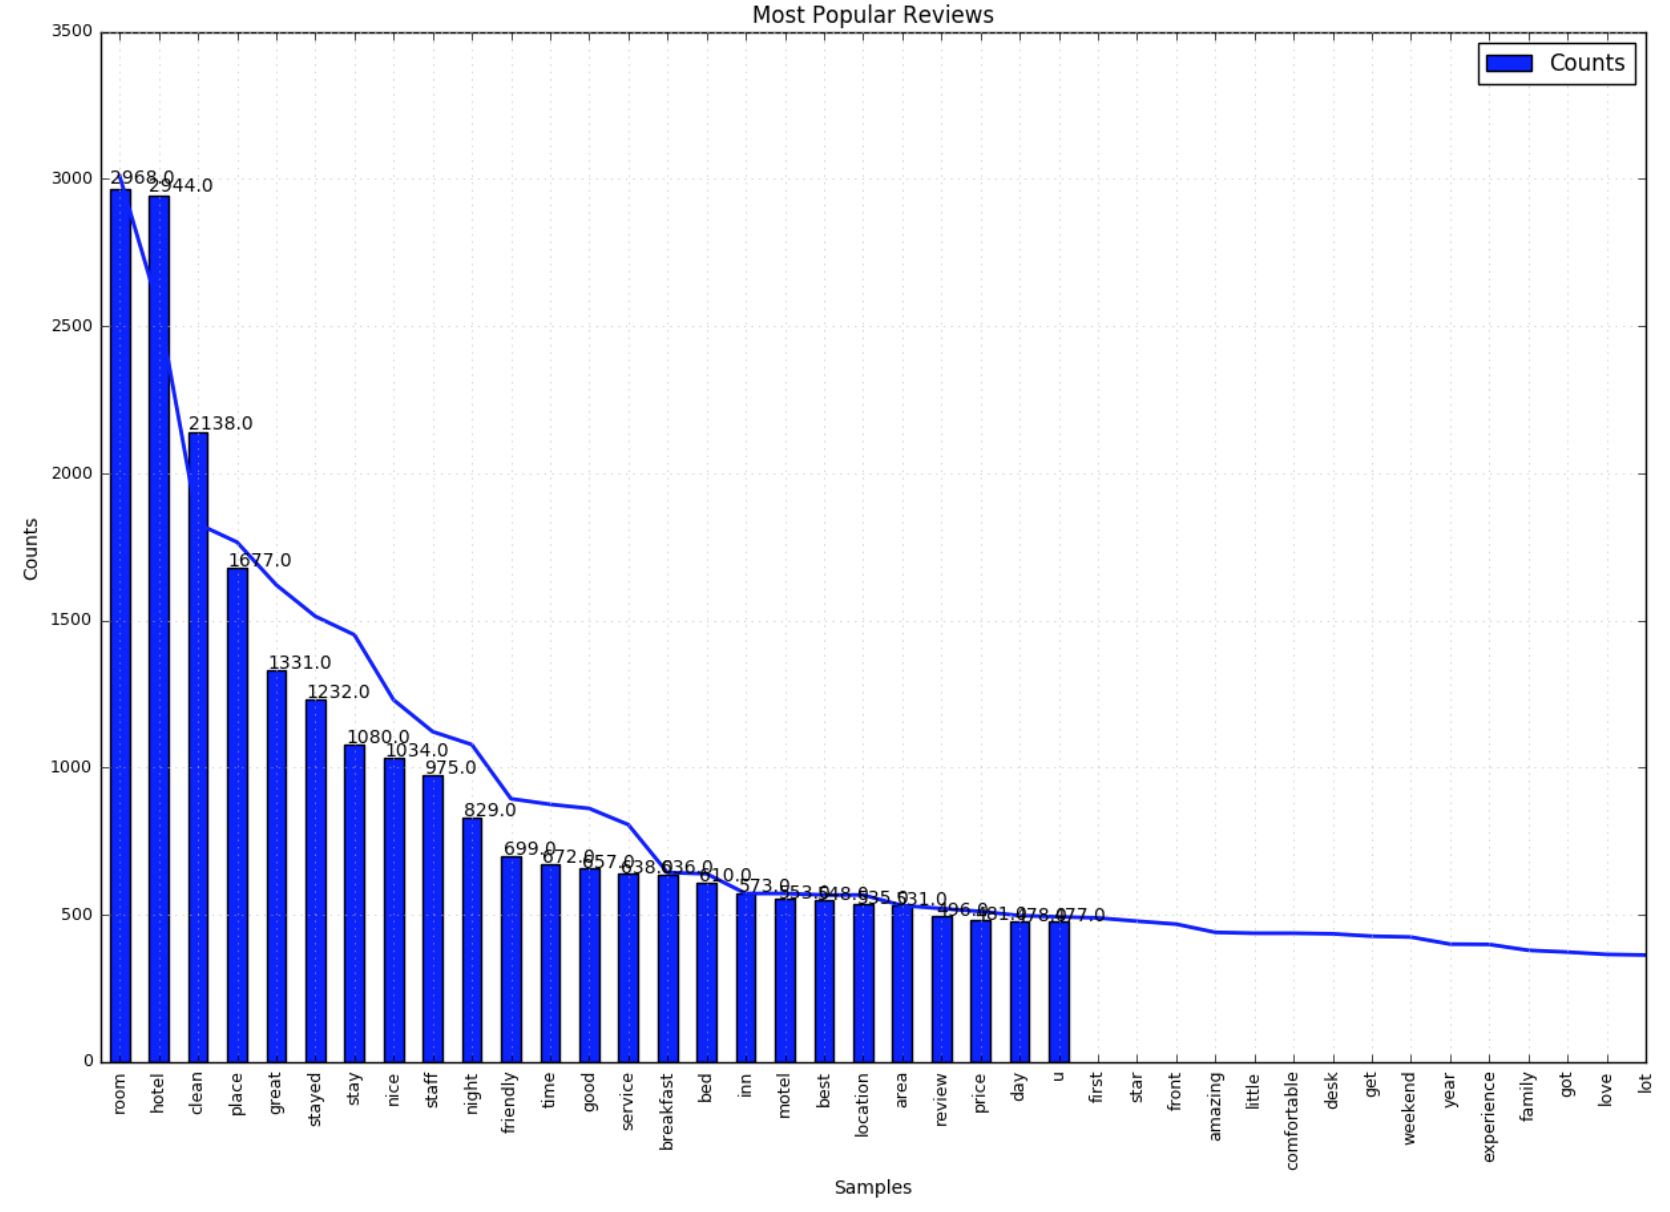 Most Popular Reviews
Counts
3500
3000
2500
2000
1500
1000
500
0
Counts
2968.0
2944.0
2138.0
1677.0
1331.0
1232.0
1080.0
1034.0
975.0
829.0
699.0
672.0
657.0
638.0
636.0
610.0
573.0
553.0
548.0
535.0
531.0
496.0
481.0
478.0
477.0
room
hotel
clean
place
great
stayed
stay
nice
staff
night
friendly
time
good
service
breakfast
bed
inn
motel
best
location
area
review
price
day
u
first
star
front
amazing
little
comfortable
desk
get
weekend
year
experience
family
got
love
lot
Samples